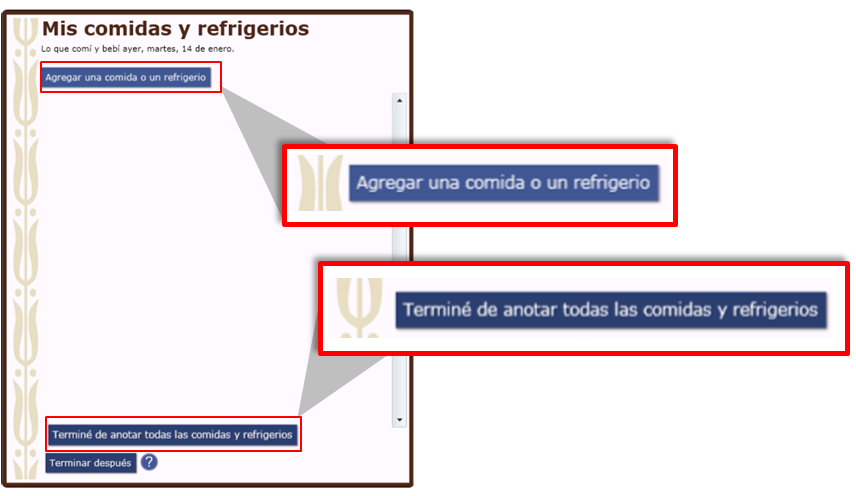 Mis comidas y refrigerios
Lo que comí y bebí ayer, martes, 14 de enero.
Agregar una comida o un refrigerio
Agregar una comida o un refrigerio
Terminé de anotar todas las comidas y refrigerios
Terminé de anotar todas las comidas y refrigerios
Terminar después ?